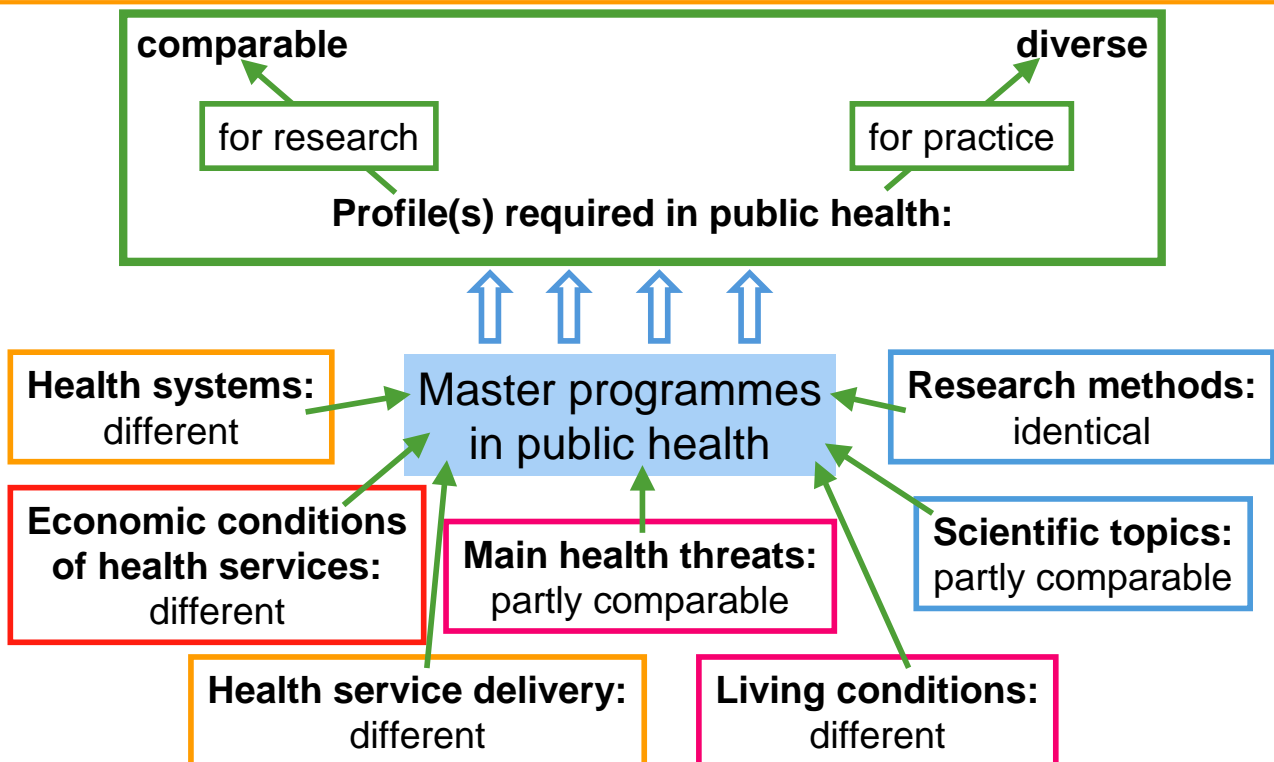 comparable
diverse
for research
for practice
Profile(s) required in public health:
Health systems:
different
Master programmes
in public health
Research methods:
identical
Economic conditions
of health services:
different
Main health threats:
partly comparable
Scientific topics:
partly comparable
Health service delivery:
different
Living conditions:
different